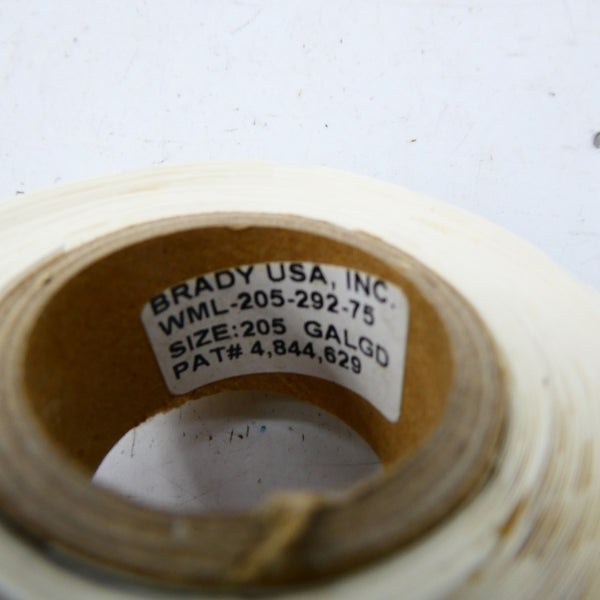 BRADY USA, INC.
WML-205-292-75
SIZE:205 GALGD
PAT# 4,844,629